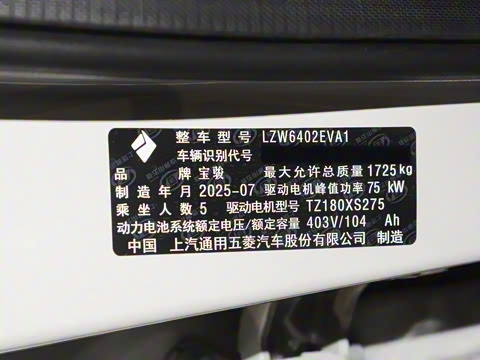 整车型号 LZW6402EVA1
车辆识别代号
品牌 宝骏 最大允许总质量 1725kg
制造年月 2025-07 驱动电机峰值功率 75 kW
乘坐人数 5 驱动电机型号 TZ180XS275
动力电池系统额定电压/额定容量 403V/104 Ah
中国 上汽通用五菱汽车股份有限公司 制造